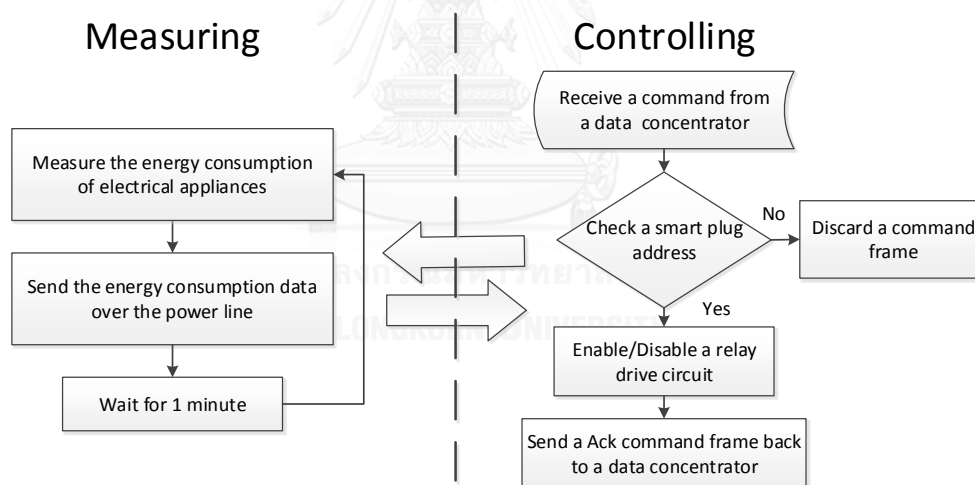 Measuring
Controlling
Measure the energy consumption
of electrical appliances
Send the energy consumption data
over the power line
Wait for 1 minute
Receive a command from
a data concentrator
Check a smart plug
address
No
Discard a command
frame
Yes
Enable/Disable a relay
drive circuit
Send a Ack command frame back
to a data concentrator